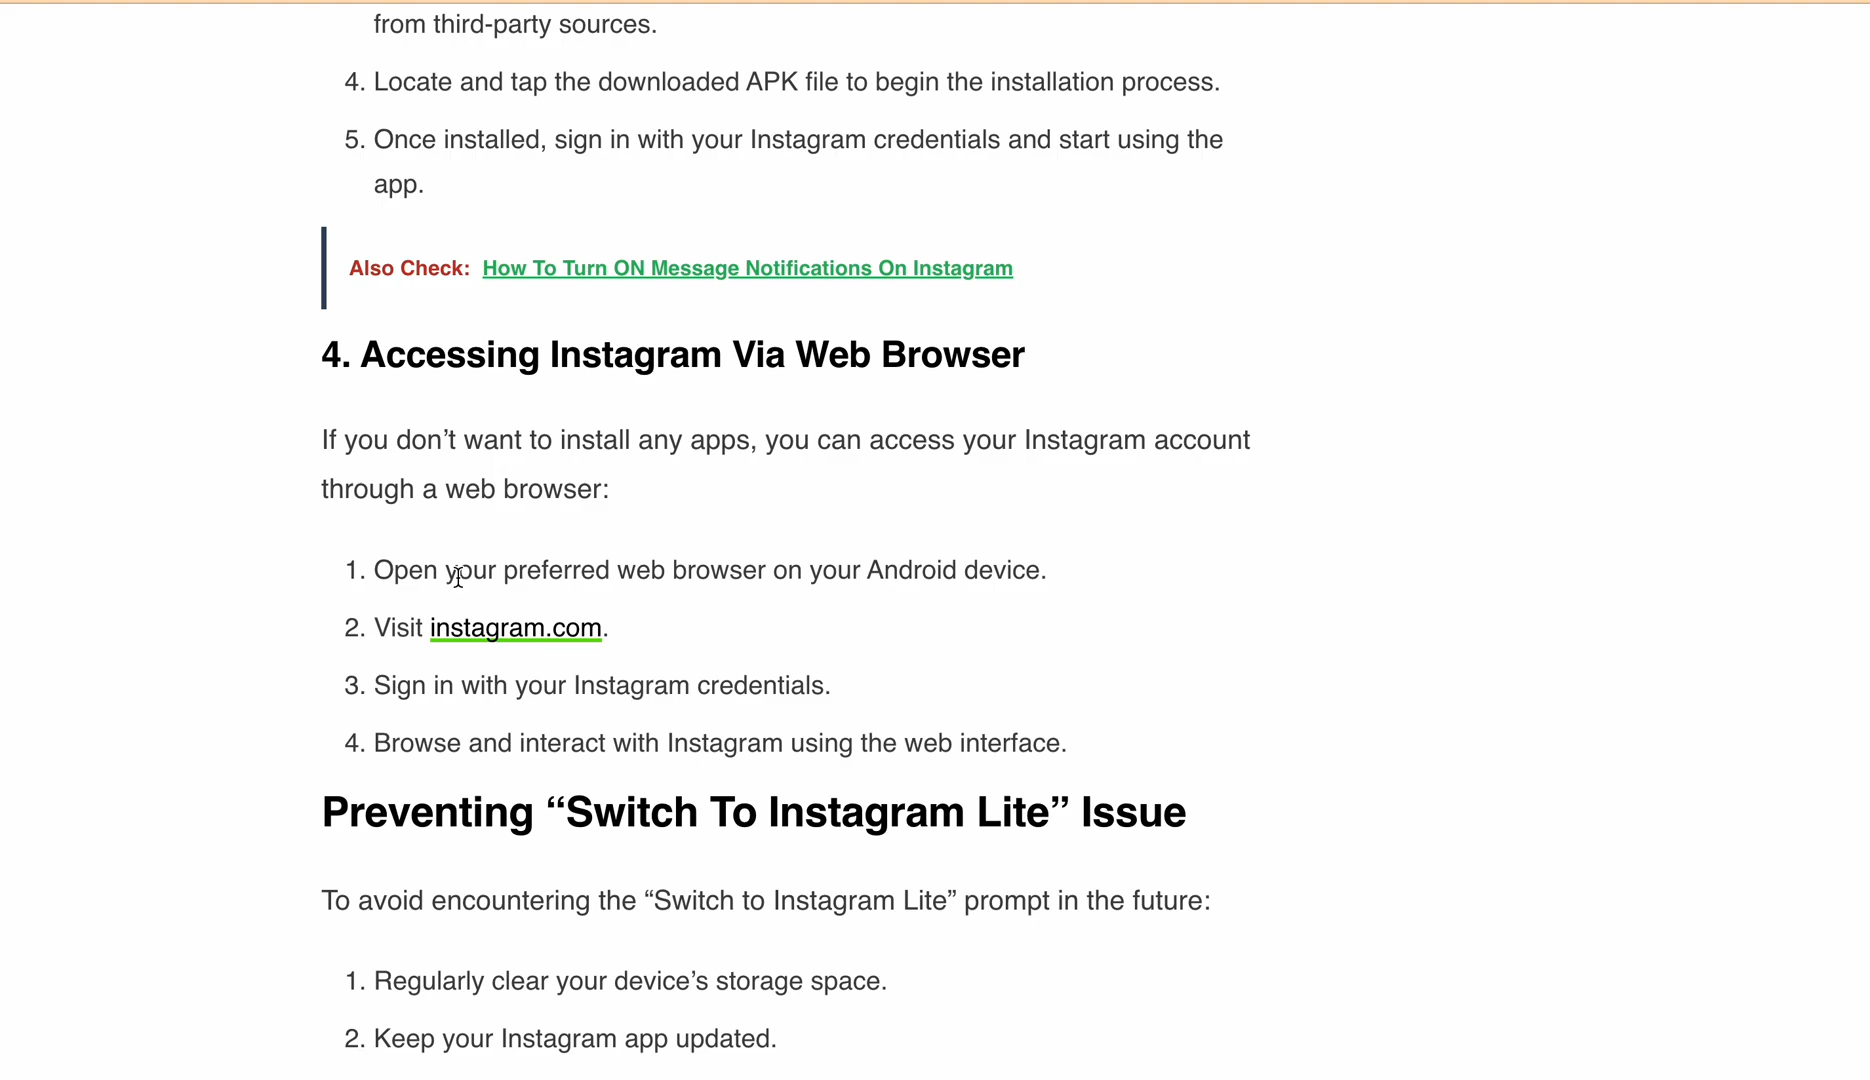 from third-party sources.
4. Locate and tap the downloaded APK file to begin the installation process.
5. Once installed, sign in with your Instagram credentials and start using the
app.
Also Check: How To Turn ON Message Notifications On Instagram
4. Accessing Instagram Via Web Browser
If you don’t want to install any apps, you can access your Instagram account
through a web browser:
1. Open your preferred web browser on your Android device.
2. Visit instagram.com.
3. Sign in with your Instagram credentials.
4. Browse and interact with Instagram using the web interface.
Preventing “Switch To Instagram Lite” Issue
To avoid encountering the “Switch to Instagram Lite” prompt in the future:
1. Regularly clear your device’s storage space.
2. Keep your Instagram app updated.